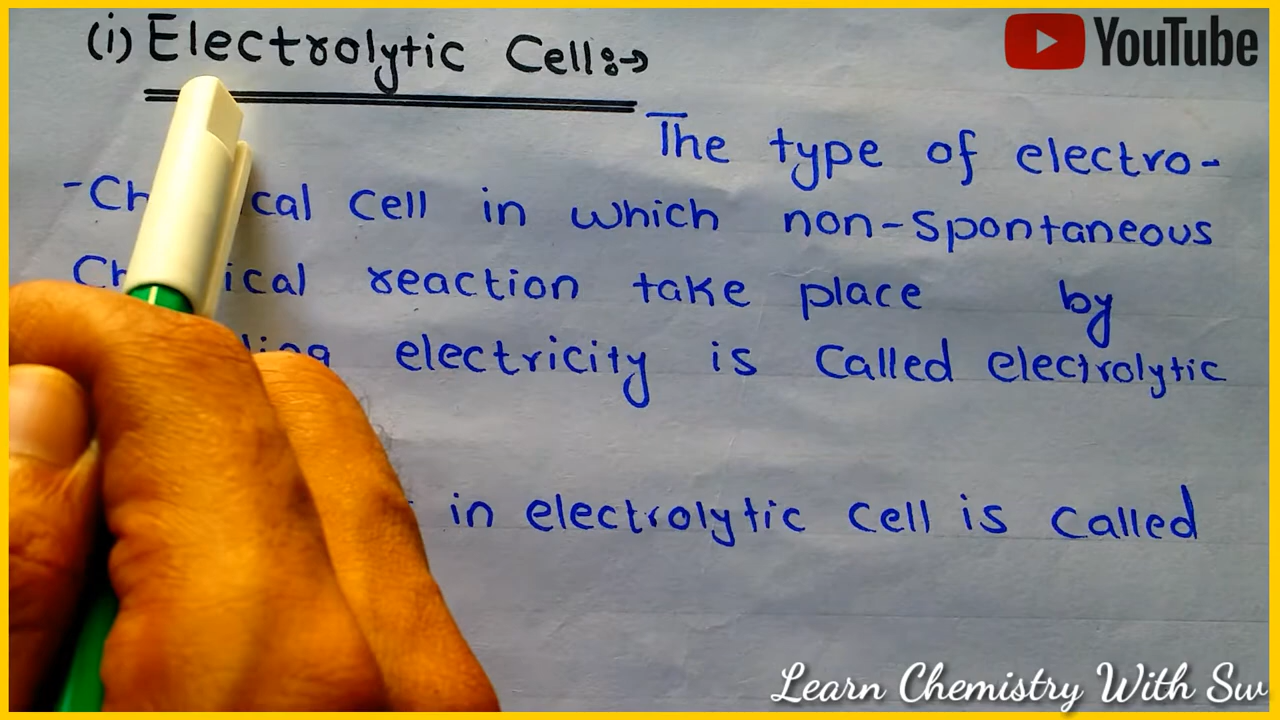 (i) Electrolytic Cell:→
YouTube
The type of electro-
-Ch ical cell in which non-spontaneous
Ch ical reaction take place by
electricity is called electrolytic
in electrolytic cell is called
Learn Chemistry With Sw